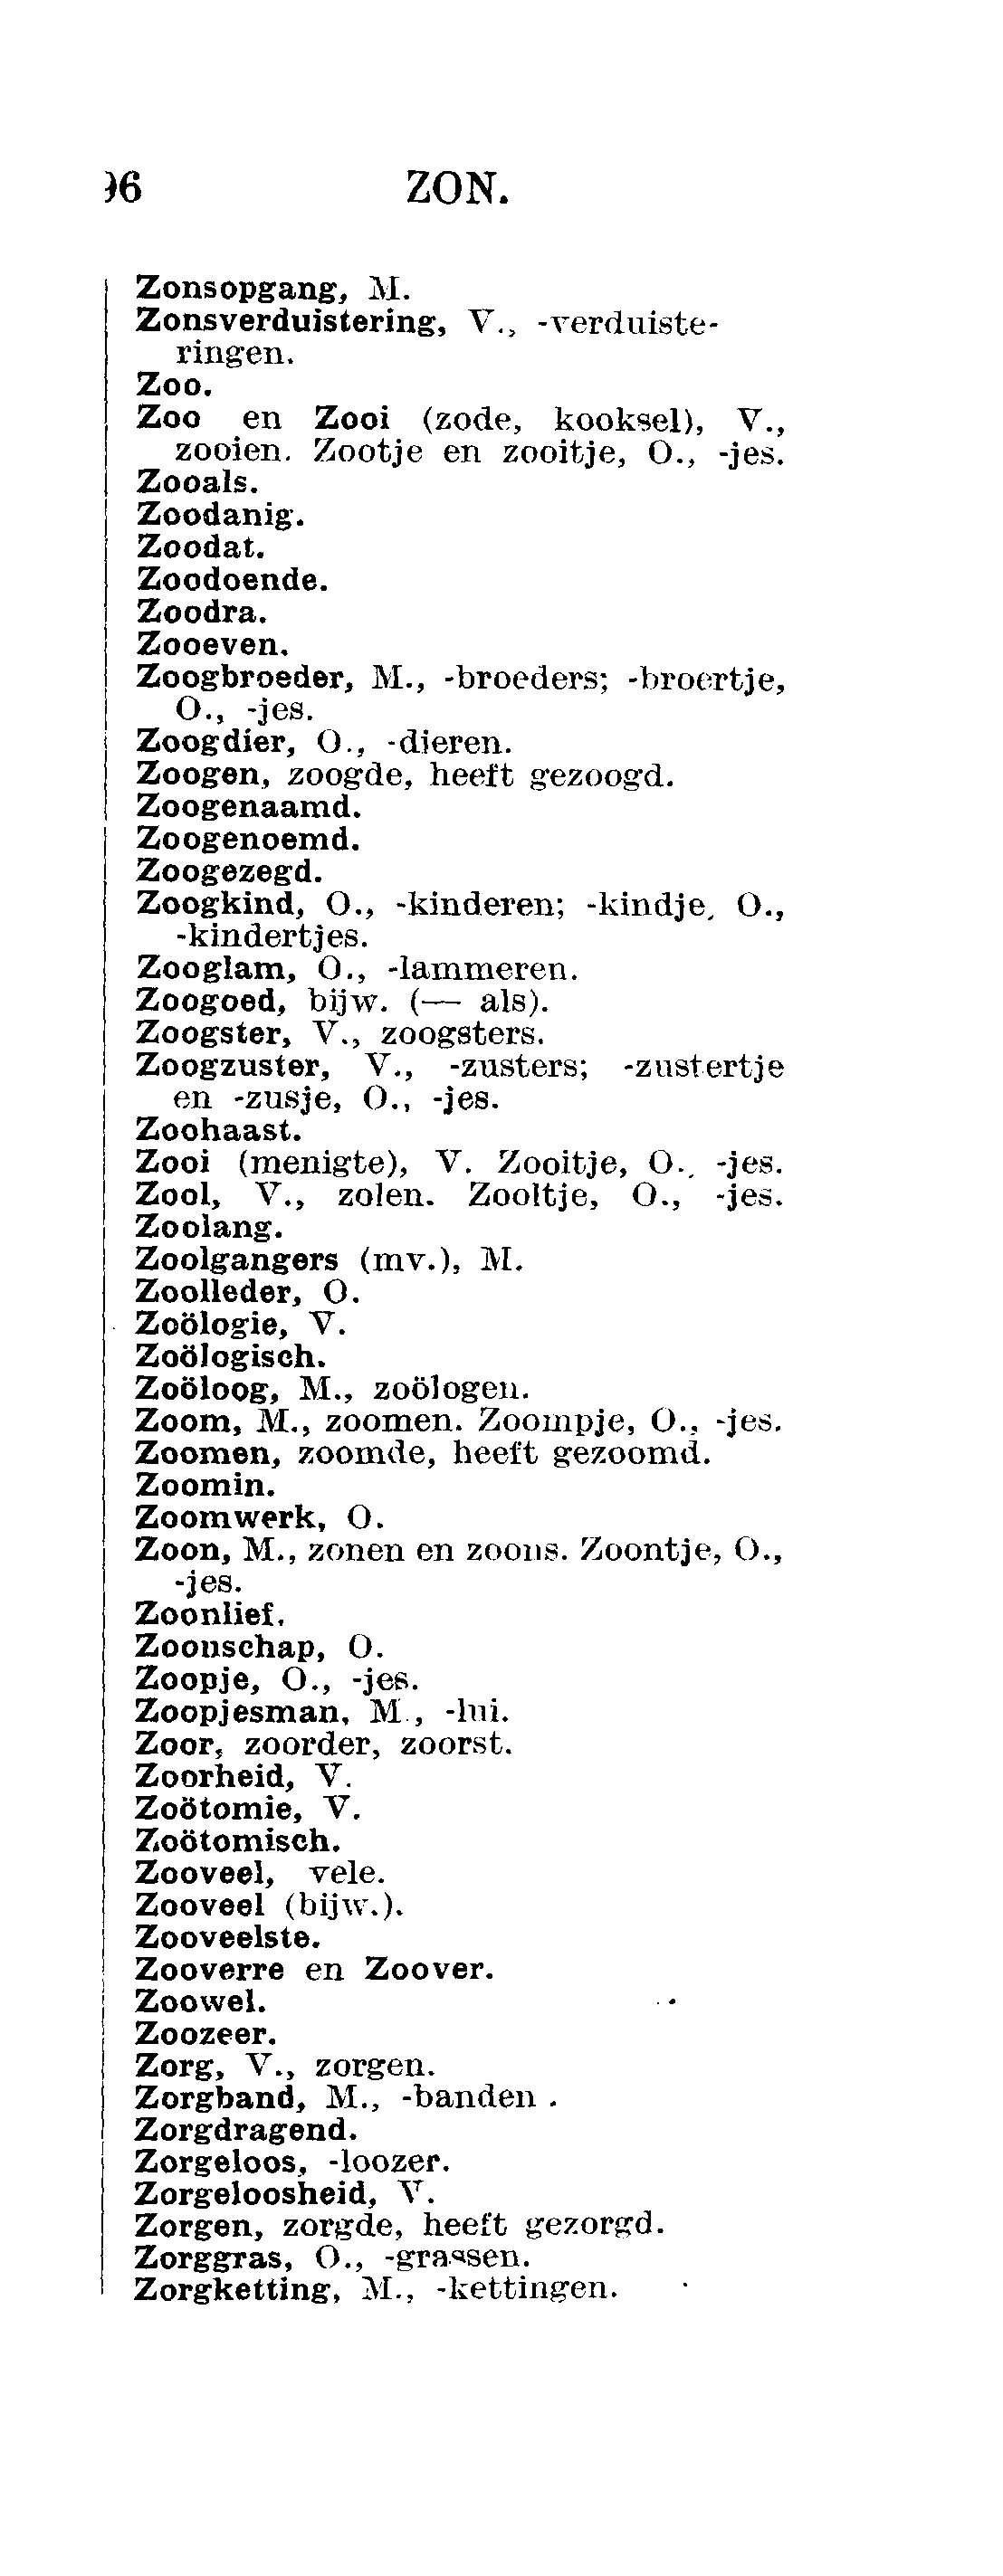 96 ZON.
Zonsopgang, M.
Zonsverduistering, V., -verduiste-
ringen.
Zoo.
Zoo en Zooi (zode, kooksel), V.,
zooien. Zootje en zooitje, O., -jes.
Zooals.
Zoodanig.
Zoodat.
Zoodoende.
Zoodra.
Zooeven.
Zoogbroeder, M., -broeders; -broertje,
O., -jes.
Zoogdier, O., -dieren.
Zoogen, zoogde, heeft gezoogd.
Zoogenaamd.
Zoogenoemd.
Zoogezegd.
Zoogkind, O., -kinderen; -kindje, O.,
-kindertjes.
Zooglam, O., -lammeren.
Zoogoed, bijw. (— als).
Zoogster, V., zoogsters.
Zoogzuster, V., -zusters; -zustertje
en -zusje, O., -jes.
Zoohaast.
Zooi (menigte), V. Zooitje, O., -jes.
Zool, V., zolen. Zooltje, O., -jes.
Zoolang.
Zoolgangers (mv.), M.
Zoolleder, O.
Zoölogie, V.
Zoölogisch.
Zoöloog, M., zoölogen.
Zoom, M., zoomen. Zoompje, O., -jes.
Zoomen, zoomde, heeft gezoomd.
Zoomin.
Zoomwerk, O.
Zoon, M., zonen en zoons. Zoontje, O.,
-jes.
Zoonlief.
Zoonschap, O.
Zoopje, O., -jes.
Zoopjesman, M., -lui.
Zoor, zoorder, zoorst.
Zoorheid, V.
Zoötomie, V.
Zoötomisch.
Zooveel, vele.
Zooveel (bijw.).
Zooveelste.
Zooverre en Zoover.
Zoowel.
Zoozeer.
Zorg, V., zorgen.
Zorgband, M., -banden.
Zorgdragend.
Zorgeloos, -loozer.
Zorgeloosheid, V.
Zorgen, zorgde, heeft gezorgd.
Zorggras, O., -grassen.
Zorgketting, M., -kettingen.